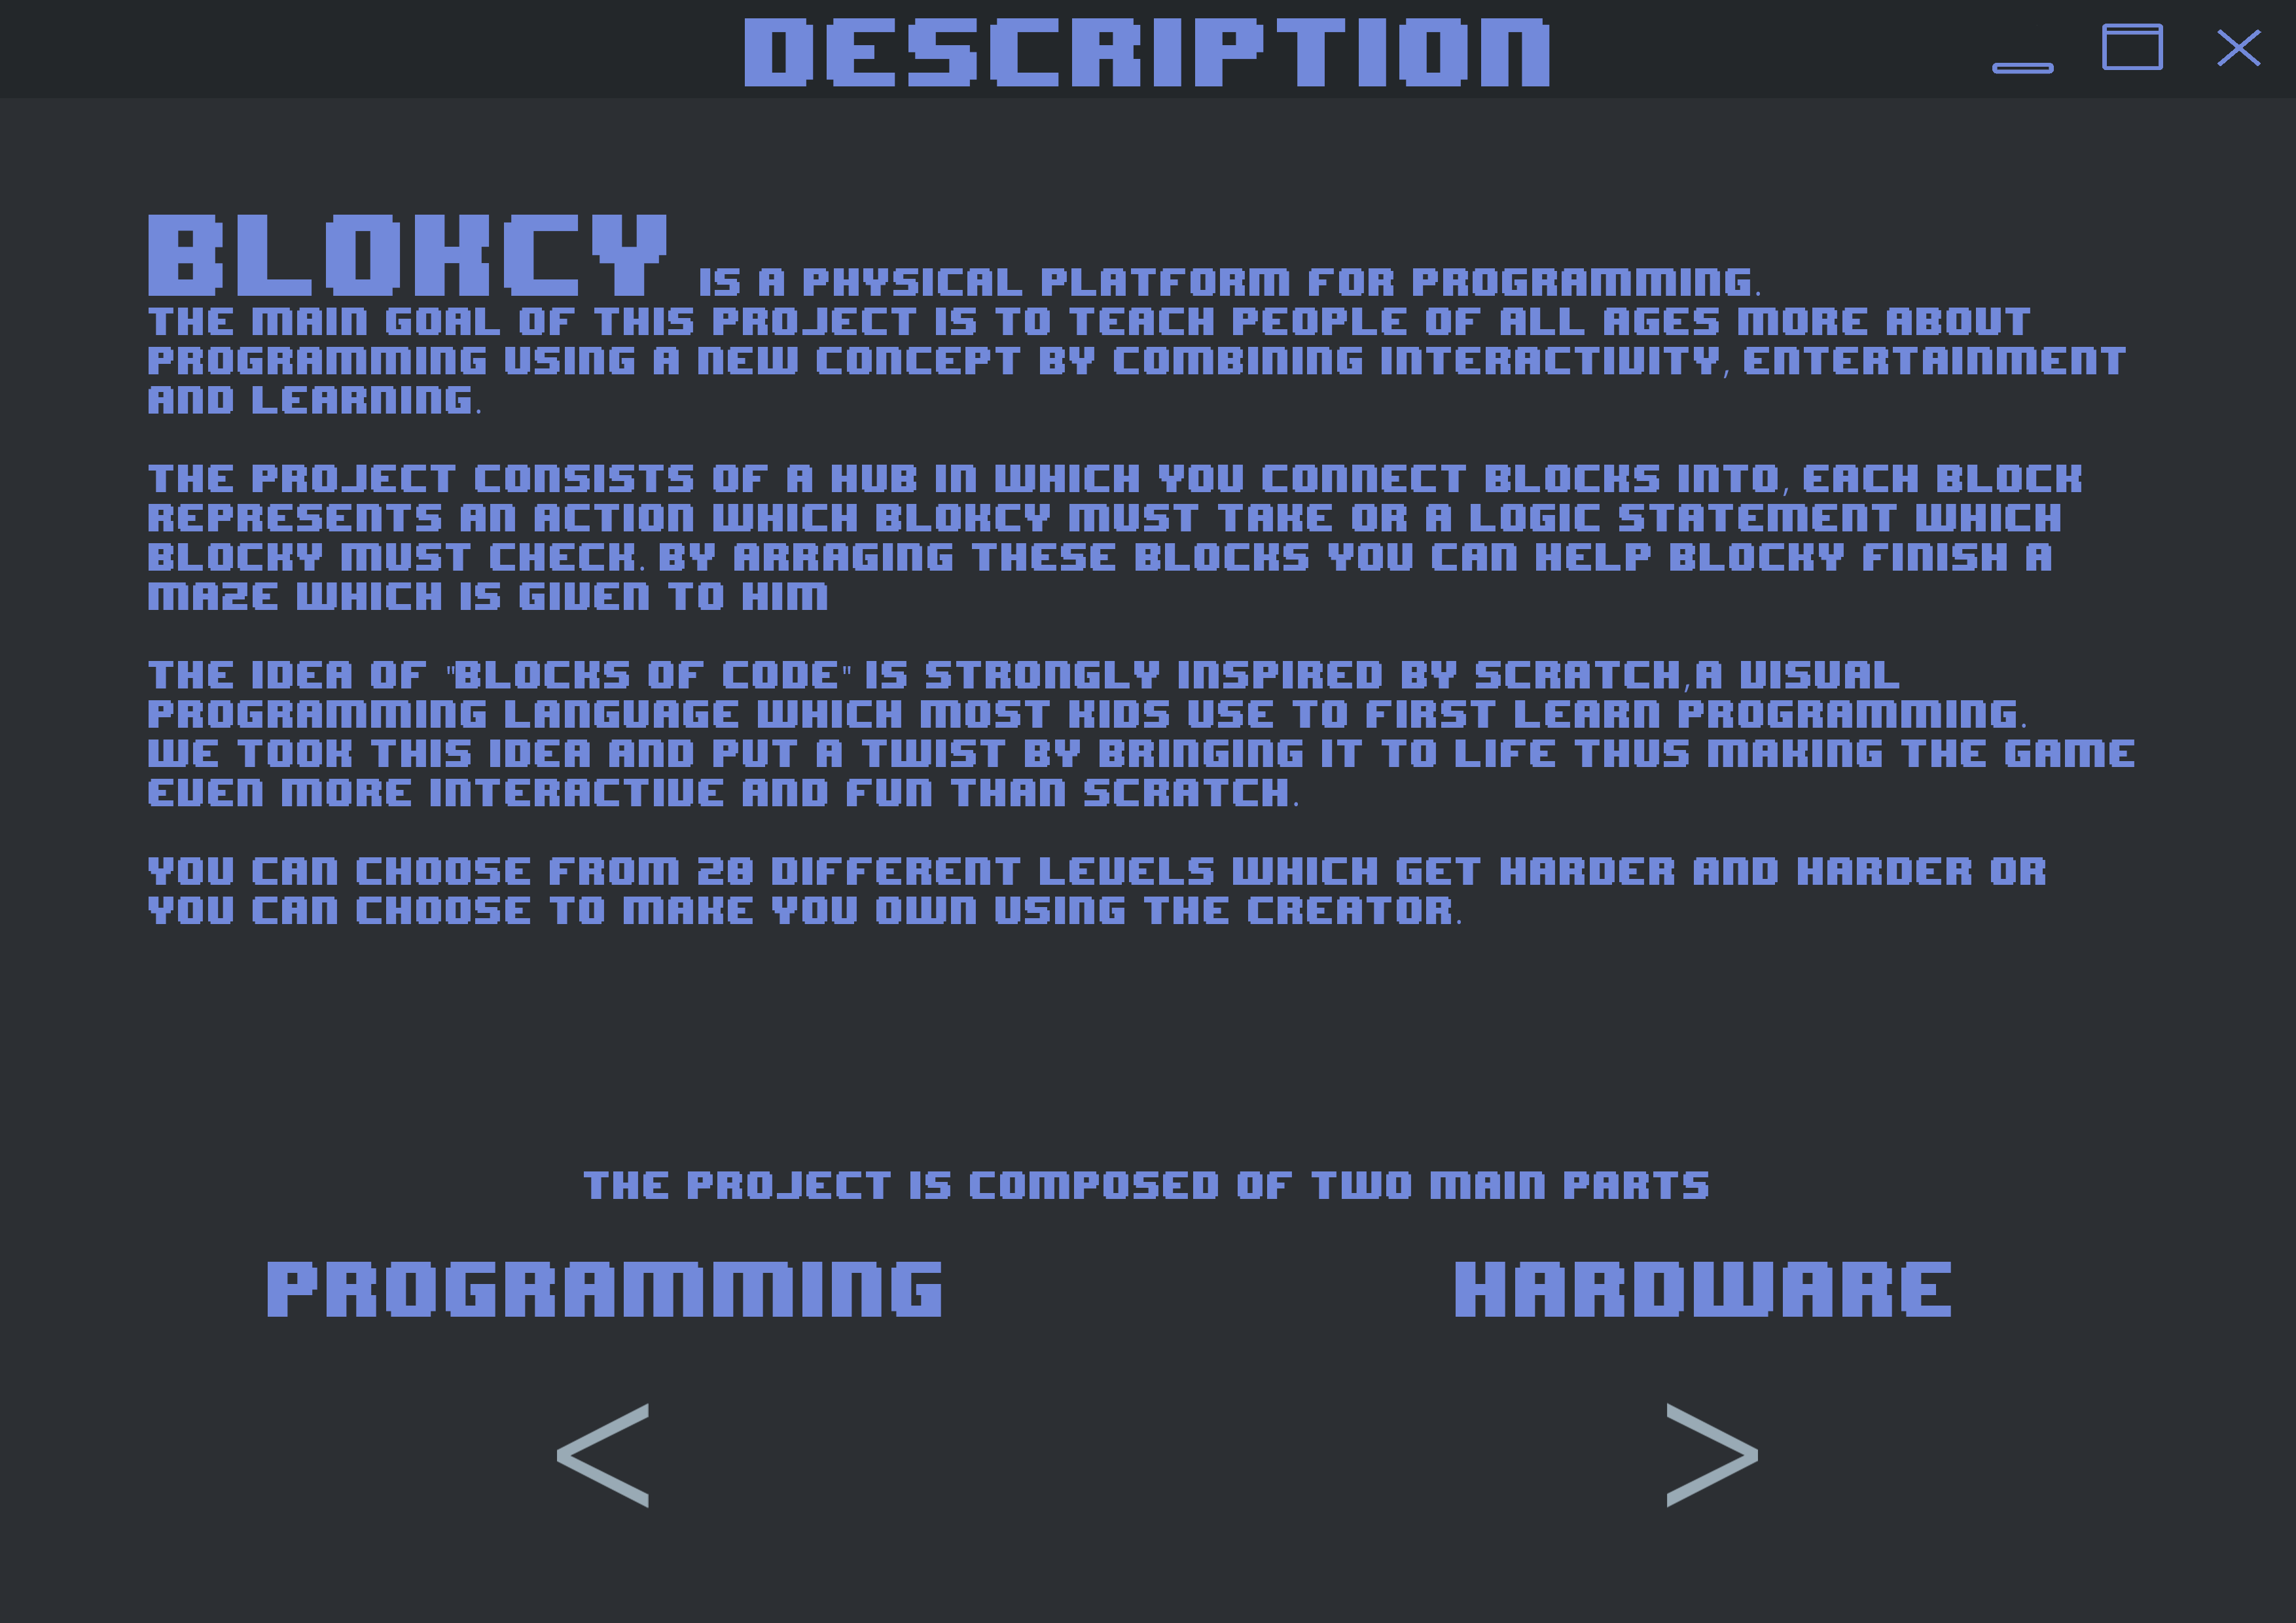 DESCRIPTION
BLOKCY IS A PHYSICAL PLATFORM FOR PROGRAMMING.
THE MAIN GOAL OF THIS PROJECT IS TO TEACH PEOPLE OF ALL AGES MORE ABOUT
PROGRAMMING USING A NEW CONCEPT BY COMBINING INTERACTIVITY, ENTERTAINMENT
AND LEARNING.
THE PROJECT CONSISTS OF A HUB IN WHICH YOU CONNECT BLOCKS INTO, EACH BLOCK
REPRESENTS AN ACTION WHICH BLOKCY MUST TAKE OR A LOGIC STATEMENT WHICH
BLOCKY MUST CHECK. BY ARRAGING THESE BLOCKS YOU CAN HELP BLOCKY FINISH A
MAZE WHICH IS GIVEN TO HIM
THE IDEA OF "BLOCKS OF CODE" IS STRONGLY INSPIRED BY SCRATCH,A VISUAL
PROGRAMMING LANGUAGE WHICH MOST KIDS USE TO FIRST LEARN PROGRAMMING.
WE TOOK THIS IDEA AND PUT A TWIST BY BRINGING IT TO LIFE THUS MAKING THE GAME
EVEN MORE INTERACTIVE AND FUN THAN SCRATCH.
YOU CAN CHOOSE FROM 28 DIFFERENT LEVELS WHICH GET HARDER AND HARDER OR
YOU CAN CHOOSE TO MAKE YOU OWN USING THE CREATOR.
THE PROJECT IS COMPOSED OF TWO MAIN PARTS
PROGRAMMING HARDWARE
< >